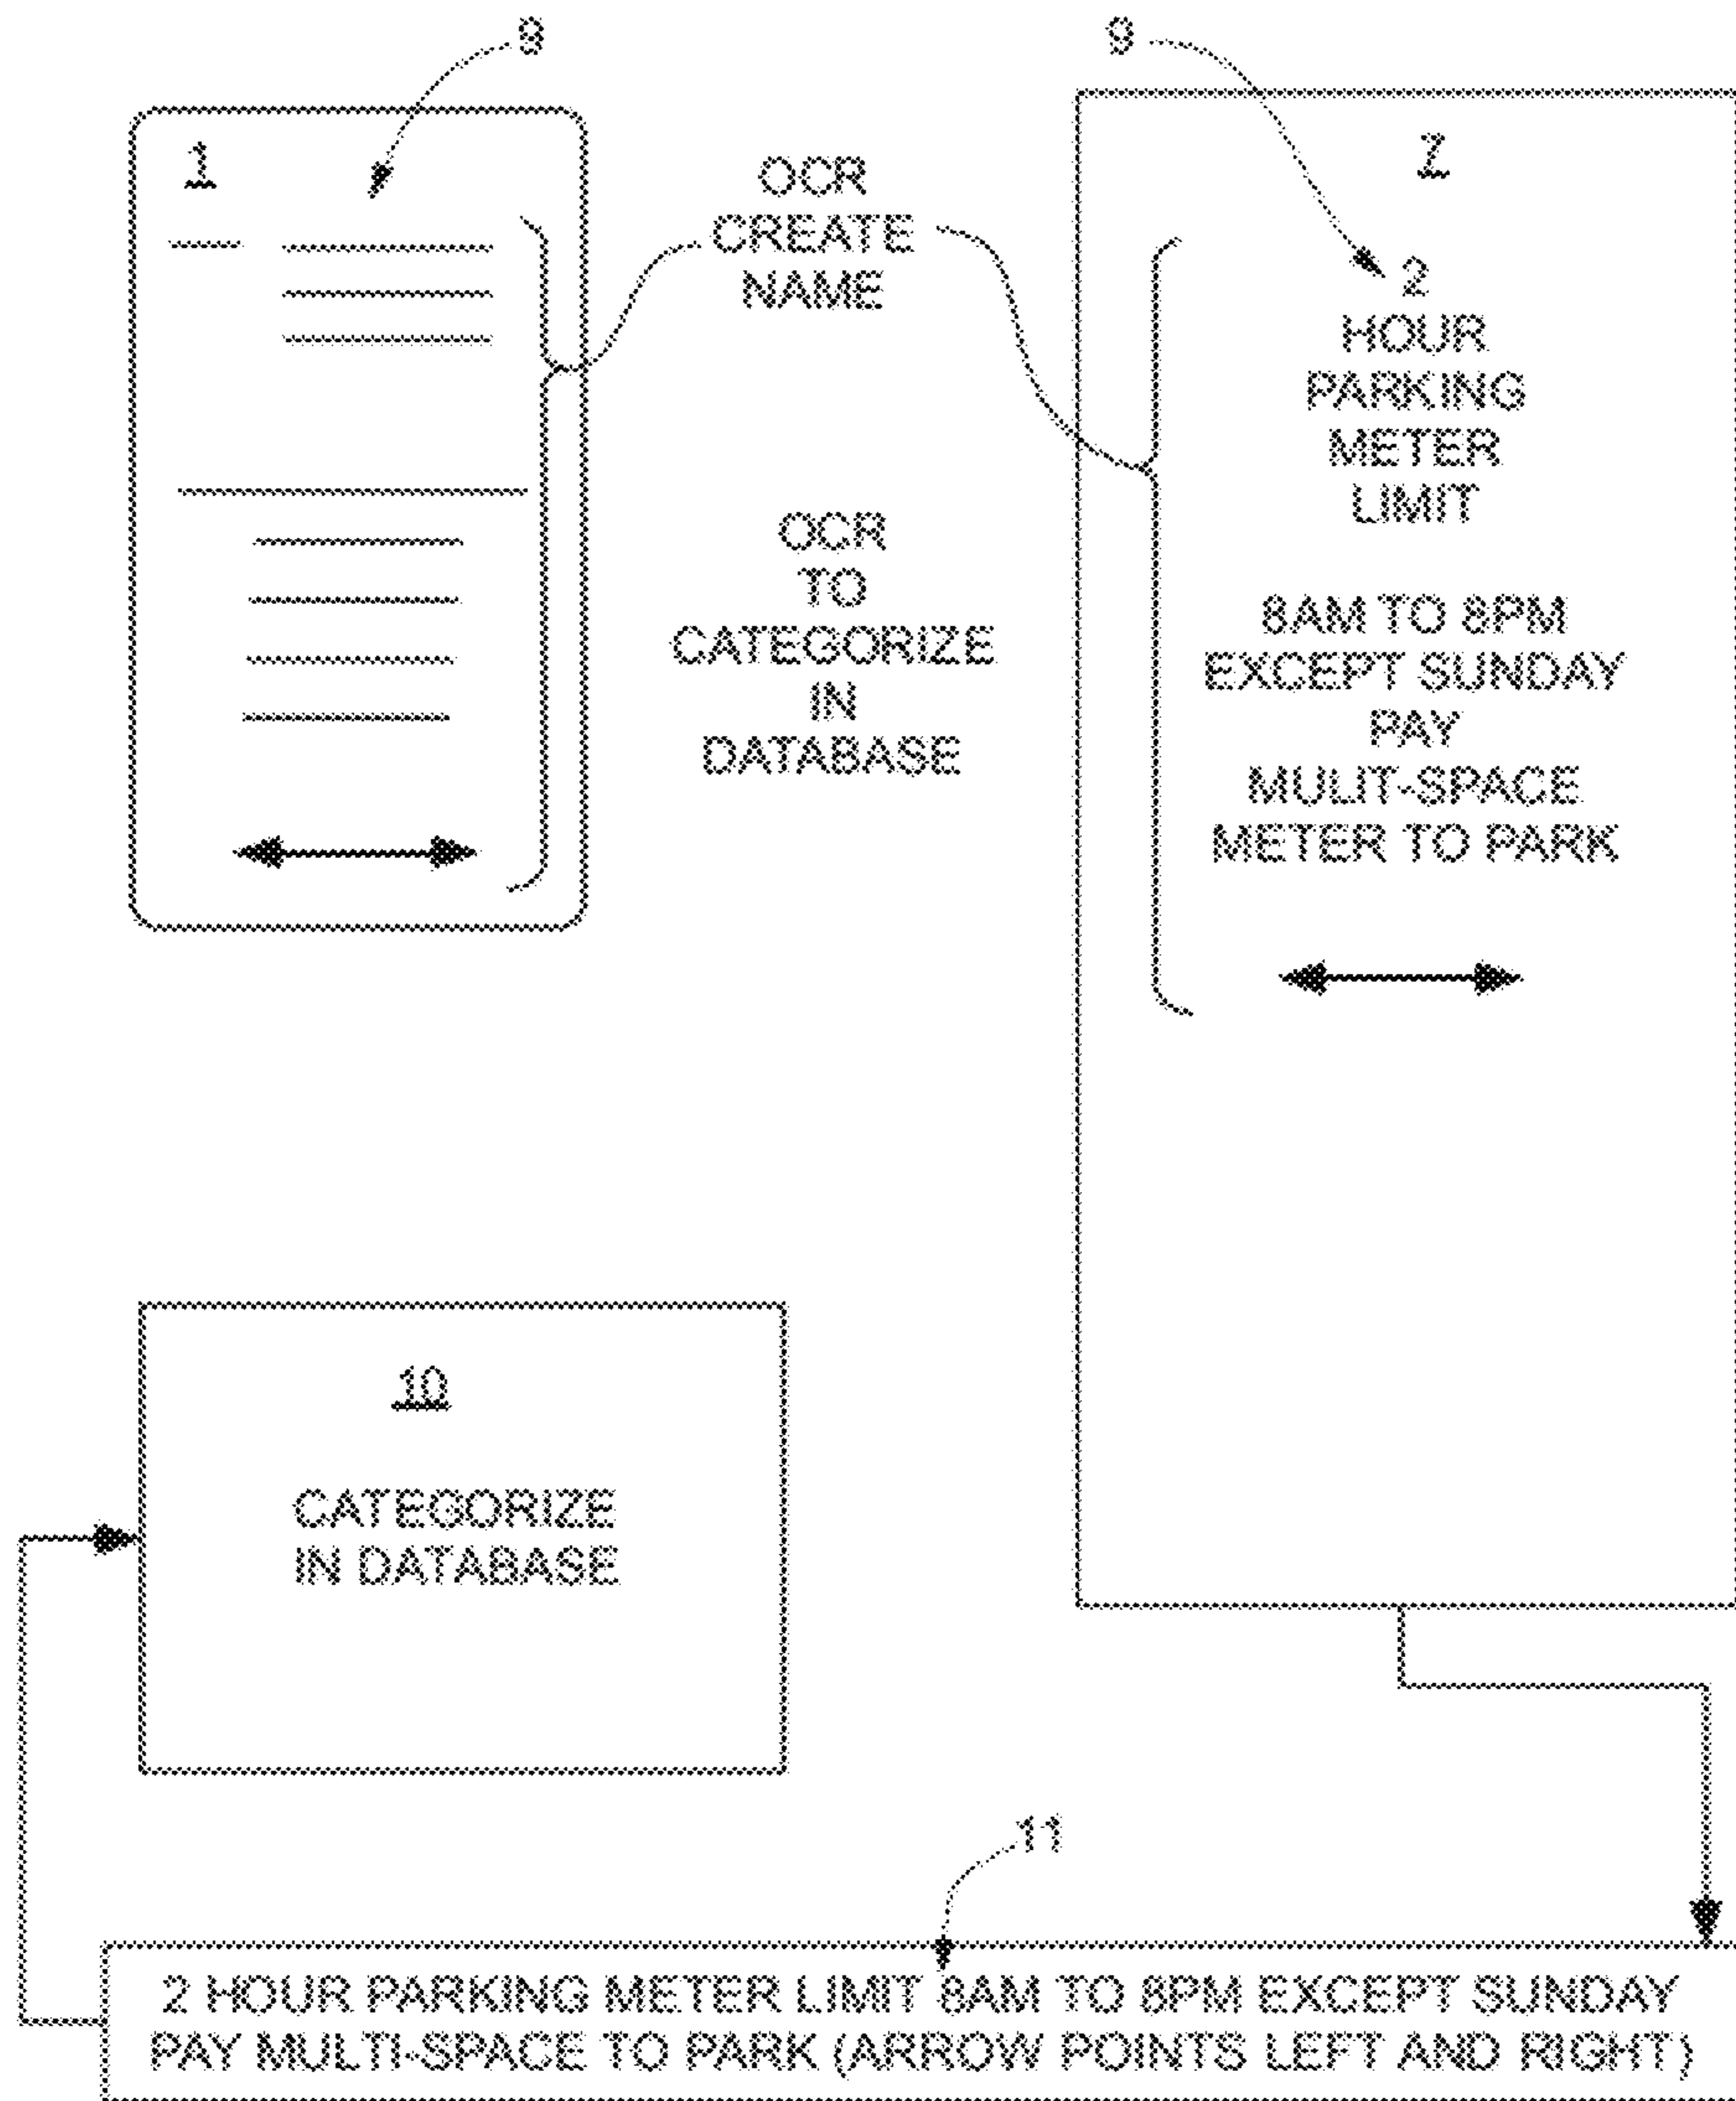 8
9
1
OCR
CREATE
NAME
OCR
TO
CATEGORIZE
IN
DATABASE
7
2
HOUR
PARKING
METER
LIMIT
8AM TO 8PM
EXCEPT SUNDAY
PAY
MULIT-SPACE
METER TO PARK
10
CATEGORIZE
IN DATABASE
11
2 HOUR PARKING METER LIMIT 8AM TO 8PM EXCEPT SUNDAY
PAY MULTI-SPACE TO PARK (ARROW POINTS LEFT AND RIGHT)